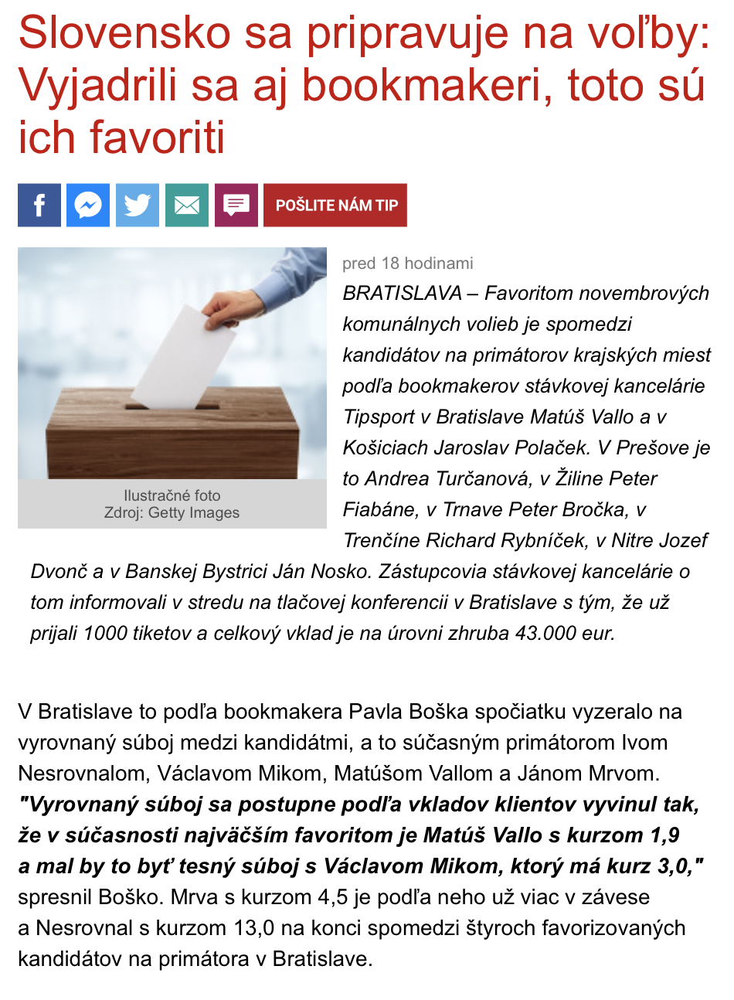 Slovensko sa pripravuje na voľby:
Vyjadrili sa aj bookmakeri, toto sú
ich favoriti
POŠLITE NÁM TIP
Ilustračné foto
Zdroj: Getty Images
pred 18 hodinami
BRATISLAVA – Favoritom novembrových
komunálnych volieb je spomedzi
kandidátov na primátorov krajských miest
podľa bookmakerov stávkovej kancelárie
Tipsport v Bratislave Matúš Vallo a v
Košiciach Jaroslav Polaček. V Prešove je
to Andrea Turčanová, v Žiline Peter
Fiabáne, v Trnave Peter Bročka, v
Trenčíne Richard Rybníček, v Nitre Jozef
Dvonč a v Banskej Bystrici Ján Nosko. Zástupcovia stávkovej kancelárie o
tom informovali v stredu na tlačovej konferencii v Bratislave s tým, že už
prijali 1000 tiketov a celkový vklad je na úrovni zhruba 43.000 eur.
V Bratislave to podľa bookmakera Pavla Boška spočiatku vyzeralo na
vyrovnaný súboj medzi kandidátmi, a to súčasným primátorom Ivom
Nesrovnalom, Václavom Mikom, Matúšom Vallom a Jánom Mrvom.
"Vyrovnaný súboj sa postupne podľa vkladov klientov vyvinul tak,
že v súčasnosti najväčším favoritom je Matúš Vallo s kurzom 1,9
a mal by to byť tesný súboj s Václavom Mikom, ktorý má kurz 3,0,"
spresnil Boško. Mrva s kurzom 4,5 je podľa neho už viac v závese
a Nesrovnal s kurzom 13,0 na konci spomedzi štyroch favorizovaných
kandidátov na primátora v Bratislave.